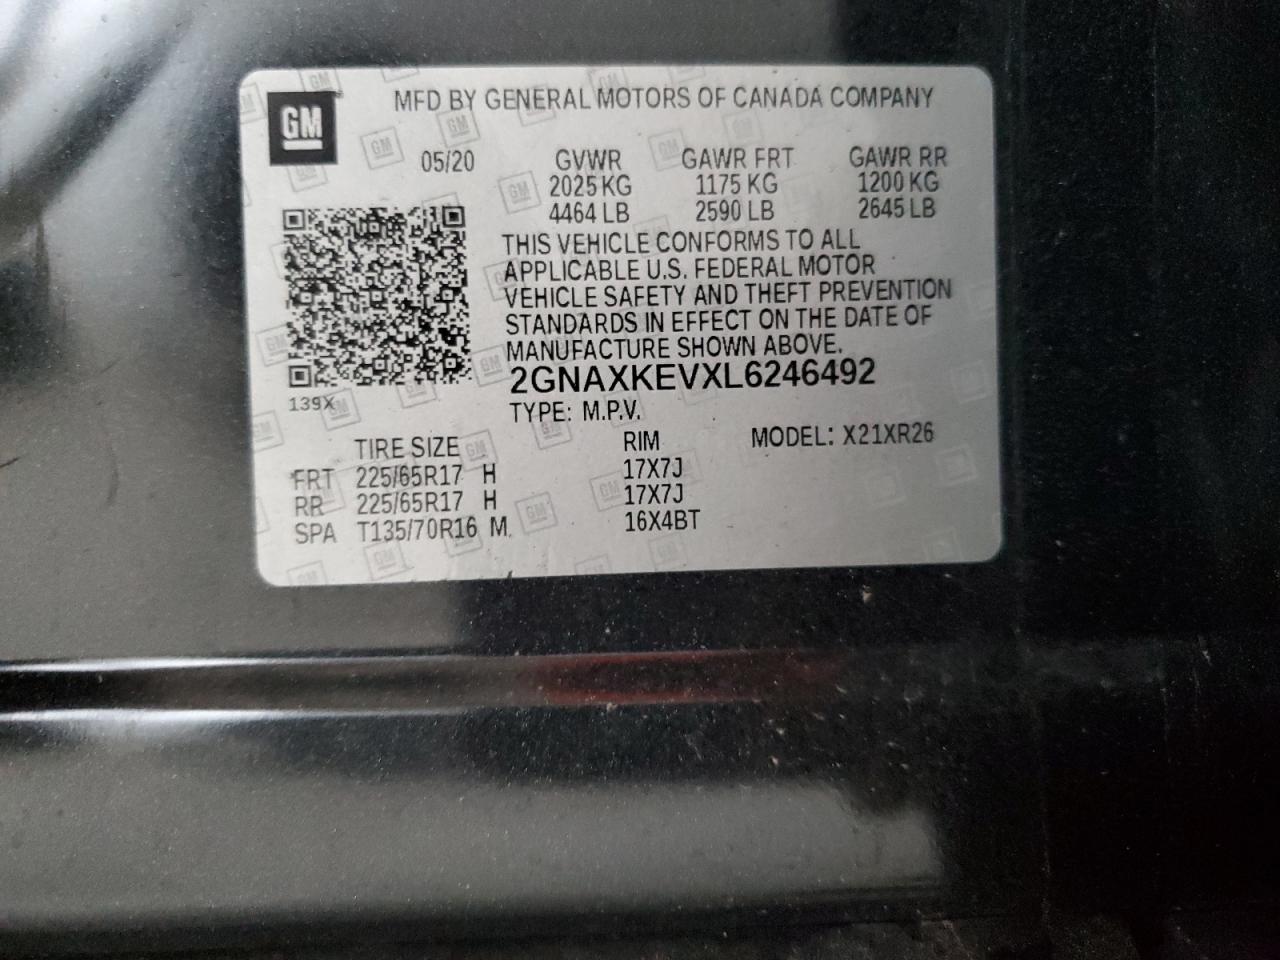 GM
MFD BY GENERAL MOTORS OF CANADA COMPANY
05/20 GVWR GAWR FRT GAWR RR
2025 KG 1175 KG 1200 KG
4464 LB 2590 LB 2645 LB
THIS VEHICLE CONFORMS TO ALL
APPLICABLE U.S. FEDERAL MOTOR
VEHICLE SAFETY AND THEFT PREVENTION
STANDARDS IN EFFECT ON THE DATE OF
MANUFACTURE SHOWN ABOVE.
2GNAXKEVXL6246492
139X
TYPE: M.P.V.
TIRE SIZE RIM MODEL: X21XR26
FRT 225/65R17 H 17X7J
RR 225/65R17 H 17X7J
SPA T135/70R16 M 16X4BT